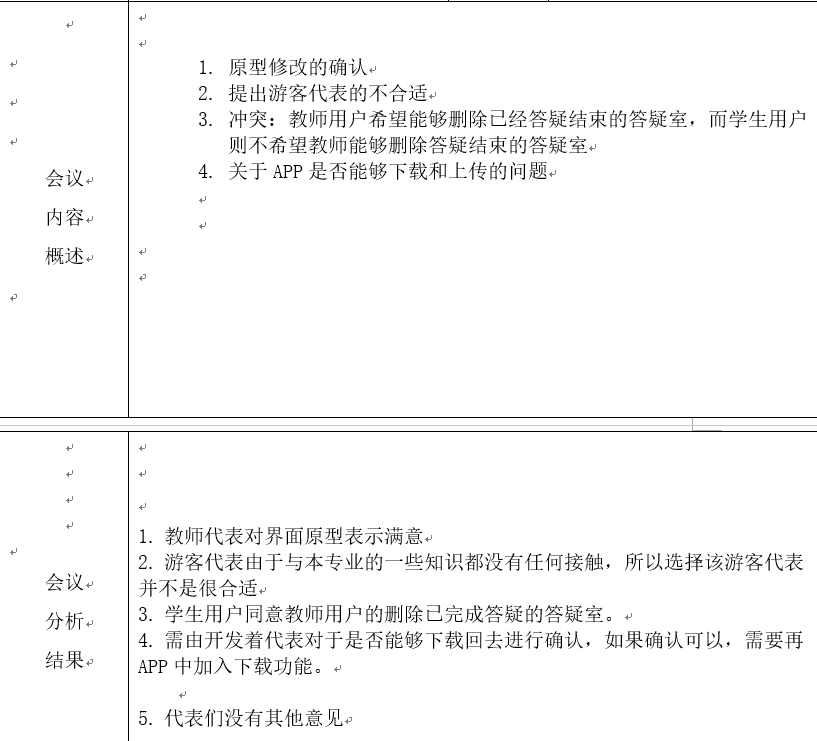 1. 原型修改的确认
2. 提出游客代表的不合适
3. 冲突：教师用户希望能够删除已经答疑结束的答疑室，而学生用户
则不希望教师能够删除答疑结束的答疑室
4. 关于 APP 是否能够下载和上传的问题
会议
内容
概述
1. 教师代表对界面原型表示满意
2. 游客代表由于与本专业的一些知识都没有任何接触，所以选择该游客代表
并不是很合适
3. 学生用户同意教师用户的删除已完成答疑的答疑室。
4. 需由开发着代表对于是否能够下载回去进行确认，如果确认可以，需要再
APP 中加入下载功能。
5. 代表们没有其他意见
会议
分析
结果